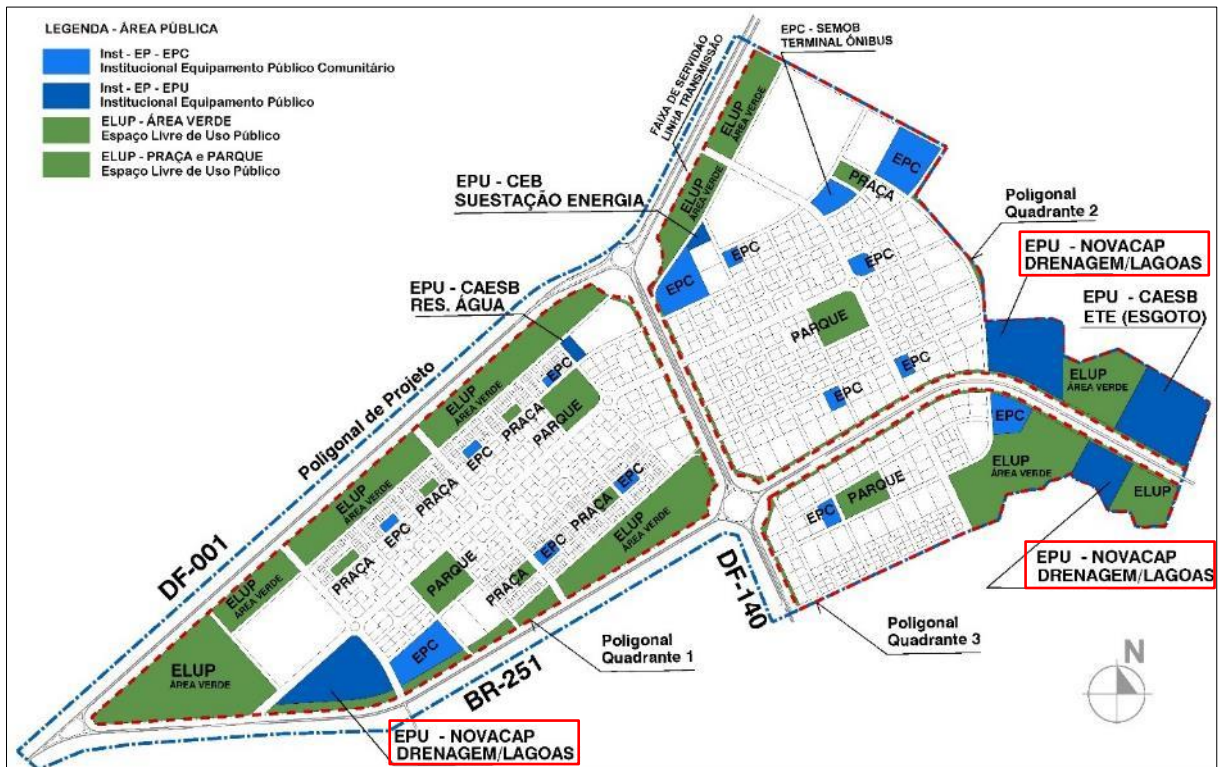 LEGENDA - ÁREA PÚBLICA
Inst - EP - EPC
Institucional Equipamento Público Comunitário
Inst - EP - EPU
Institucional Equipamento Público
ELUP - ÁREA VERDE
Espaço Livre de Uso Público
ELUP - PRAÇA e PARQUE
Espaço Livre de Uso Público
EPC - SEMOB
TERMINAL ÔNIBUS
FAIXA DE SERVIDÃO
LINHA TRANSMISSÃO
ELUP
ÁREA VERDE
EPC
PRAÇA
ELUP
ÁREA VERDE
EPU - CEB
SUESTAÇÃO ENERGIA
Poligonal
Quadrante 2
EPU - NOVACAP
DRENAGEM/LAGOAS
EPC
EPC
EPC
EPU - CAESB
RES. ÁGUA
EPU - CAESB
ETE (ESGOTO)
PARQUE
Poligonal de Projeto
ELUP
ÁREA VERDE
EPC
PRAÇA
PARQUE
EPC
EPC
ELUP
ÁREA VERDE
EPC
ELUP
ÁREA VERDE
EPC
PRAÇA
EPC
PRAÇA
ELUP
ÁREA VERDE
PARQUE
EPC
ELUP
ÁREA VERDE
ELUP
DF-001
ELUP
ÁREA VERDE
EPC
PRAÇA
PARQUE
EPC
PRAÇA
EPU - NOVACAP
DRENAGEM/LAGOAS
DF-140
ELUP
ÁREA VERDE
EPC
Poligonal
Quadrante 1
BR-251
Poligonal
Quadrante 3
N
EPU - NOVACAP
DRENAGEM/LAGOAS